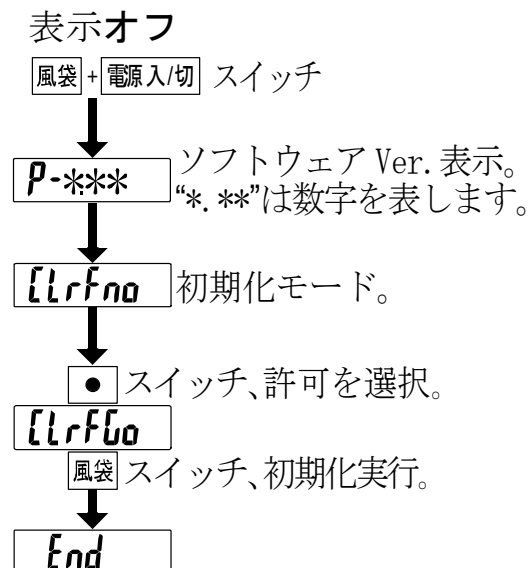 表示オフ
風袋 + 電源入/切 スイッチ
P-*.*** ソフトウェア Ver. 表示。
“*. **”は数字を表します。
ClrFno 初期化モード。
● スイッチ、許可を選択。
ClrFGo
風袋 スイッチ、初期化実行。
End